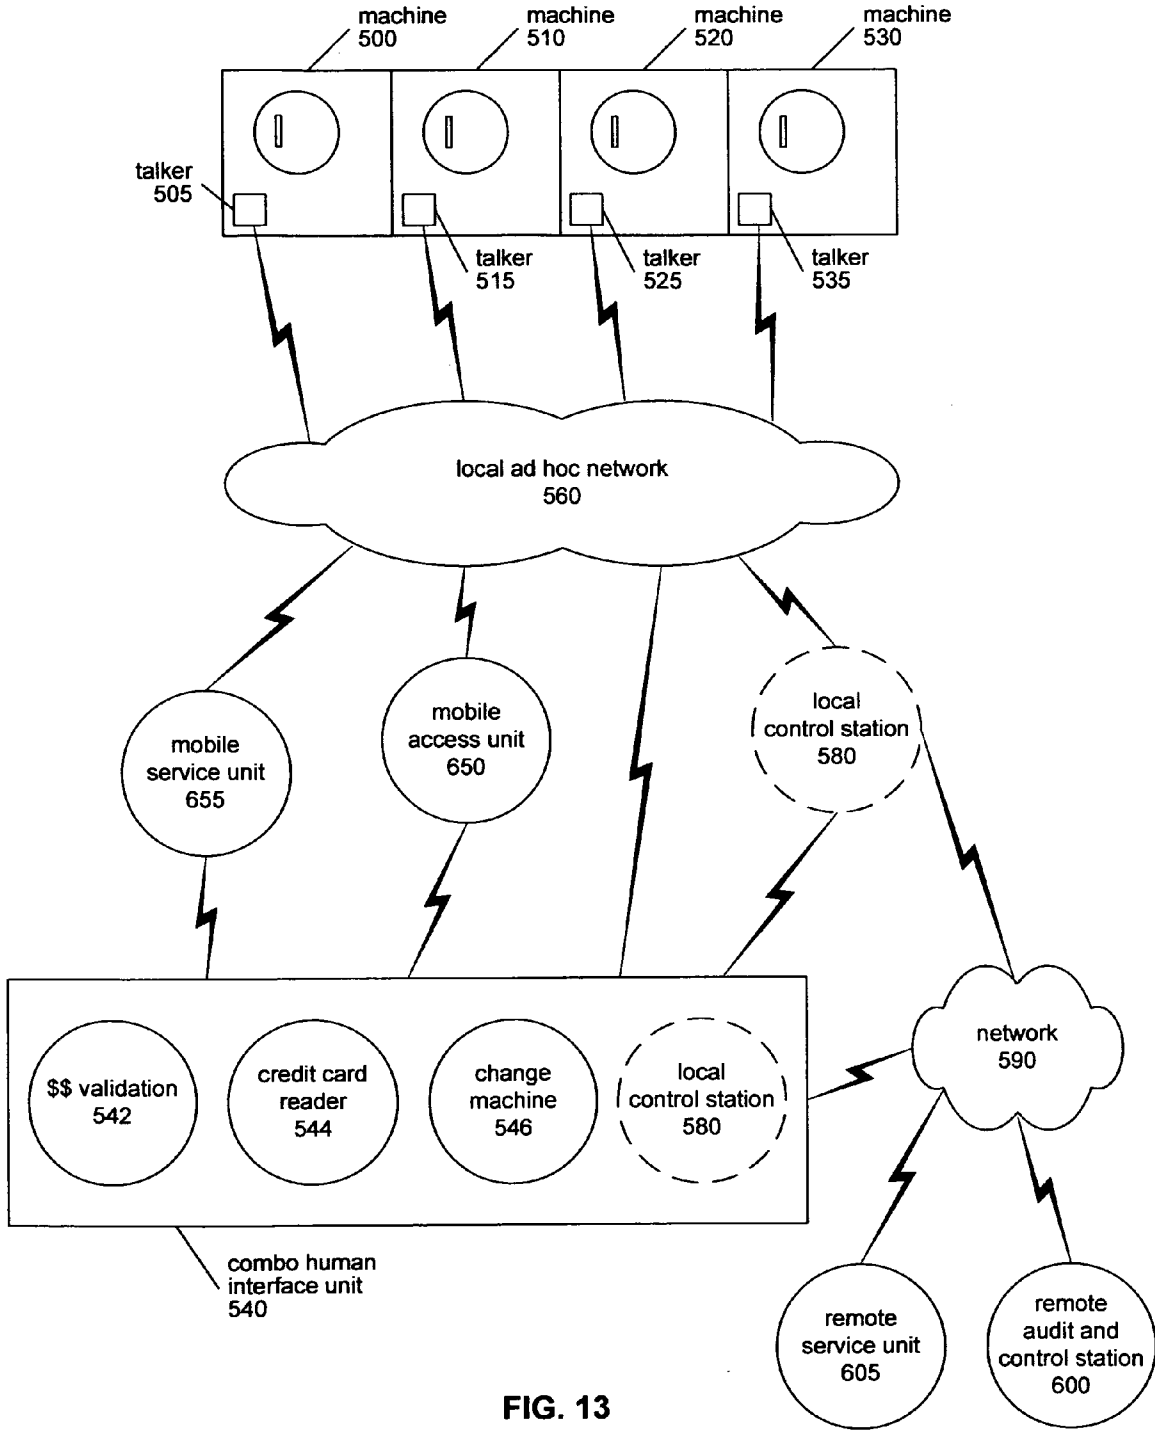 machine
500
machine
510
machine
520
machine
530
talker
505
talker
515
talker
525
talker
535
local ad hoc network
560
mobile
service unit
655
mobile
access unit
650
local
control station
580
$$ validation
542
credit card
reader
544
change
machine
546
local
control station
580
network
590
combo human
interface unit
540
remote
service unit
605
remote
audit and
control station
600
FIG. 13